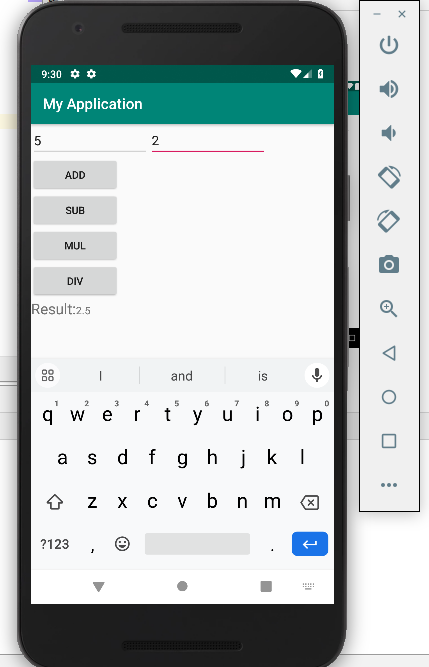 9:30
My Application
5 2
ADD
SUB
MUL
DIV
Result:2.5
I and is
1 2 3 4 5 6 7 8 9 0
q w e r t y u i o p
a s d f g h j k l
z x c v b n m
?123 , .